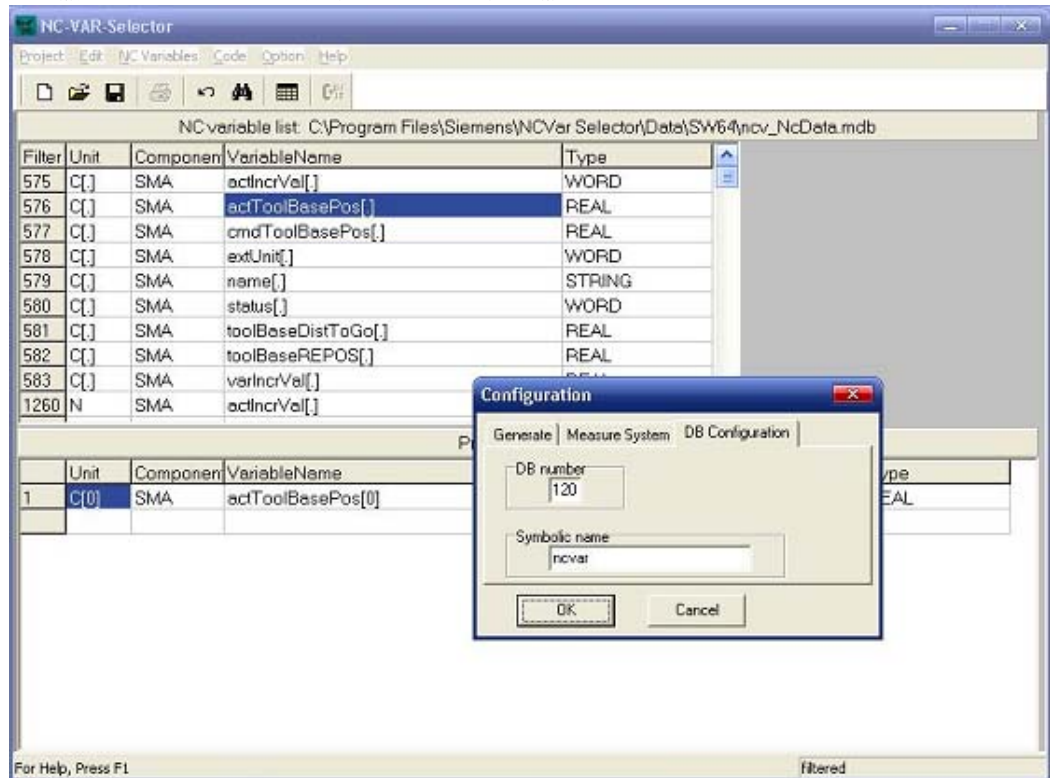 NC-VAR-Selector
Project Edit NC Variables Code Option Help
NC variable list: C:\Program Files\Siemens\NCVar Selector\Data\SW64\ncv_NcData.mdb
Filter Unit Componen VariableName Type
575 C[.] SMA actIncrVal[.] WORD
576 C[.] SMA actToolBasePos[.] REAL
577 C[.] SMA cmdToolBasePos[.] REAL
578 C[.] SMA extUnit[.] WORD
579 C[.] SMA name[.] STRING
580 C[.] SMA status[.] WORD
581 C[.] SMA toolBaseDistToGo[.] REAL
582 C[.] SMA toolBaseREPOS[.] REAL
583 C[.] SMA varIncrVal[.]
1260 N SMA actIncrVal[.]
Configuration
Generate Measure System DB Configuration
DB number
120
Symbolic name
ncvar
OK Cancel
Unit Componen VariableName ype
1 C[0] SMA actToolBasePos[0] EAL
For Help, Press F1 filtered